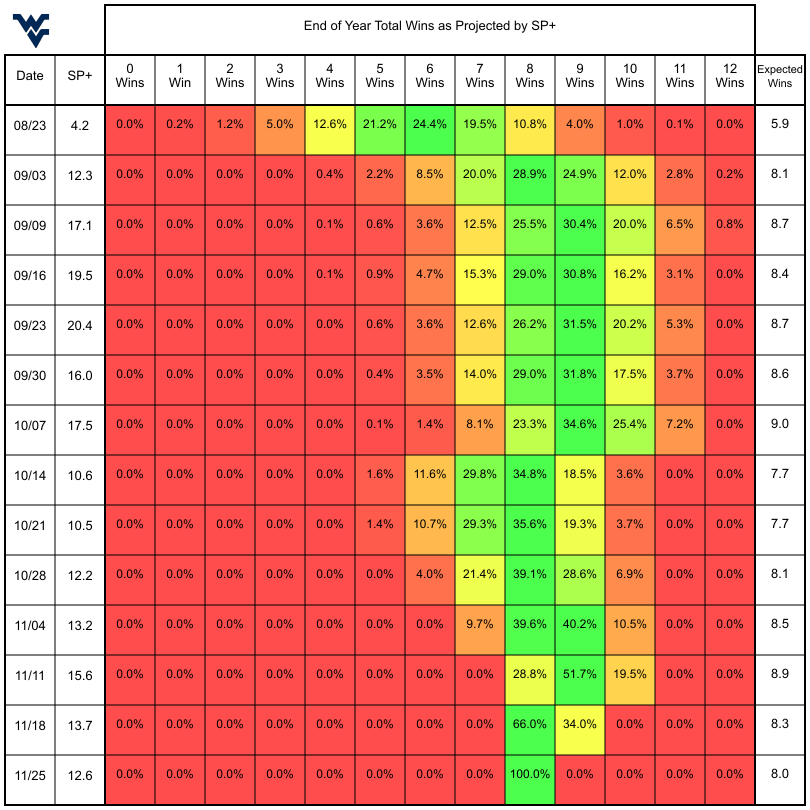 End of Year Total Wins as Projected by SP+
Date SP+ 0 Wins 1 Win 2 Wins 3 Wins 4 Wins 5 Wins 6 Wins 7 Wins 8 Wins 9 Wins 10 Wins 11 Wins 12 Wins Expected Wins
08/23 4.2 0.0% 0.2% 1.2% 5.0% 12.6% 21.2% 24.4% 19.5% 10.8% 4.0% 1.0% 0.1% 0.0% 5.9
09/03 12.3 0.0% 0.0% 0.0% 0.0% 0.4% 2.2% 8.5% 20.0% 28.9% 24.9% 12.0% 2.8% 0.2% 8.1
09/09 17.1 0.0% 0.0% 0.0% 0.0% 0.1% 0.6% 3.6% 12.5% 25.5% 30.4% 20.0% 6.5% 0.8% 8.7
09/16 19.5 0.0% 0.0% 0.0% 0.0% 0.1% 0.9% 4.7% 15.3% 29.0% 30.8% 16.2% 3.1% 0.0% 8.4
09/23 20.4 0.0% 0.0% 0.0% 0.0% 0.0% 0.6% 3.6% 12.6% 26.2% 31.5% 20.2% 5.3% 0.0% 8.7
09/30 16.0 0.0% 0.0% 0.0% 0.0% 0.0% 0.4% 3.5% 14.0% 29.0% 31.8% 17.5% 3.7% 0.0% 8.6
10/07 17.5 0.0% 0.0% 0.0% 0.0% 0.0% 0.1% 1.4% 8.1% 23.3% 34.6% 25.4% 7.2% 0.0% 9.0
10/14 10.6 0.0% 0.0% 0.0% 0.0% 0.0% 1.6% 11.6% 29.8% 34.8% 18.5% 3.6% 0.0% 0.0% 7.7
10/21 10.5 0.0% 0.0% 0.0% 0.0% 0.0% 1.4% 10.7% 29.3% 35.6% 19.3% 3.7% 0.0% 0.0% 7.7
10/28 12.2 0.0% 0.0% 0.0% 0.0% 0.0% 0.0% 4.0% 21.4% 39.1% 28.6% 6.9% 0.0% 0.0% 8.1
11/04 13.2 0.0% 0.0% 0.0% 0.0% 0.0% 0.0% 0.0% 9.7% 39.6% 40.2% 10.5% 0.0% 0.0% 8.5
11/11 15.6 0.0% 0.0% 0.0% 0.0% 0.0% 0.0% 0.0% 0.0% 28.8% 51.7% 19.5% 0.0% 0.0% 8.9
11/18 13.7 0.0% 0.0% 0.0% 0.0% 0.0% 0.0% 0.0% 0.0% 66.0% 34.0% 0.0% 0.0% 0.0% 8.3
11/25 12.6 0.0% 0.0% 0.0% 0.0% 0.0% 0.0% 0.0% 0.0% 100.0% 0.0% 0.0% 0.0% 0.0% 8.0